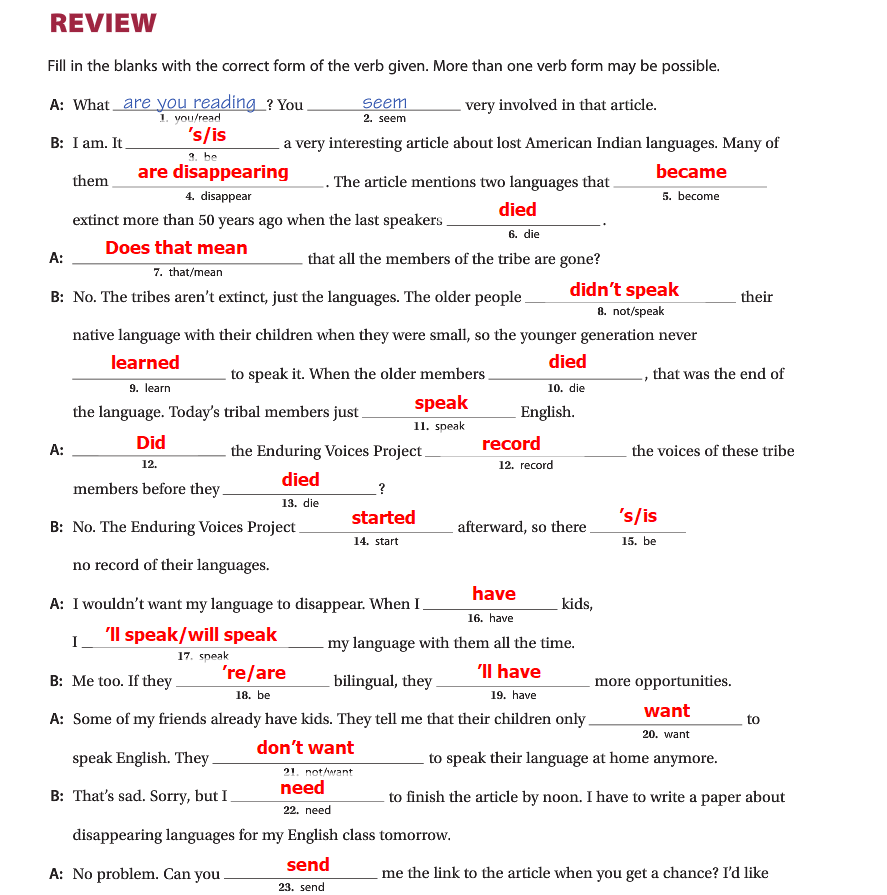 REVIEW
Fill in the blanks with the correct form of the verb given. More than one verb form may be possible.
A: What are you reading ? You seem very involved in that article.
1. you/read 2. seem
B: I am. It ’s/is a very interesting article about lost American Indian languages. Many of
3. be
them are disappearing . The article mentions two languages that became
4. disappear 5. become
extinct more than 50 years ago when the last speakers died .
6. die
A: Does that mean that all the members of the tribe are gone?
7. that/mean
B: No. The tribes aren’t extinct, just the languages. The older people didn’t speak their
8. not/speak
native language with their children when they were small, so the younger generation never
learned to speak it. When the older members died , that was the end of
9. learn 10. die
the language. Today’s tribal members just speak English.
11. speak
A: Did the Enduring Voices Project record the voices of these tribe
12. 12. record
members before they died ?
13. die
B: No. The Enduring Voices Project started afterward, so there ’s/is
14. start 15. be
no record of their languages.
A: I wouldn’t want my language to disappear. When I have kids,
16. have
I ’ll speak/will speak my language with them all the time.
17. speak
B: Me too. If they ’re/are bilingual, they ’ll have more opportunities.
18. be 19. have
A: Some of my friends already have kids. They tell me that their children only want to
20. want
speak English. They don’t want to speak their language at home anymore.
21. not/want
B: That’s sad. Sorry, but I need to finish the article by noon. I have to write a paper about
22. need
disappearing languages for my English class tomorrow.
A: No problem. Can you send me the link to the article when you get a chance? I’d like
23. send